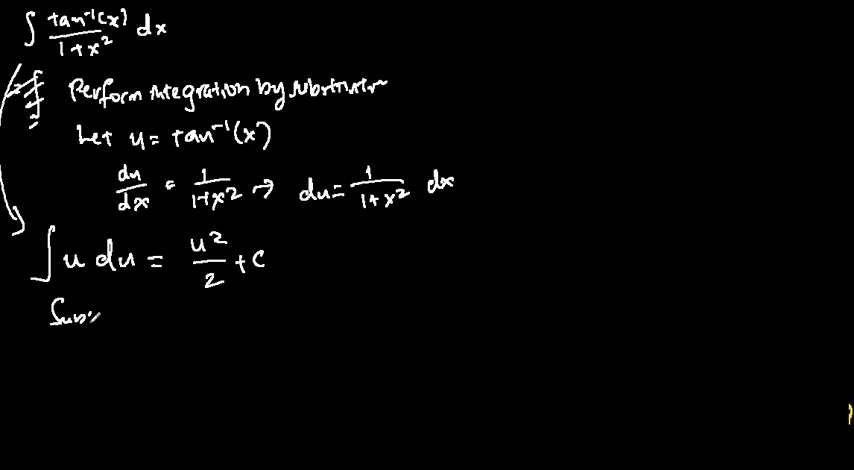 ∫ tan⁻¹(x) / 1+x² dx
Perform integration by substitution
Let u = tan⁻¹(x)
du/dx = 1/1+x² → du = 1/1+x² dx
∫ u du = u²/2 + c
Subs